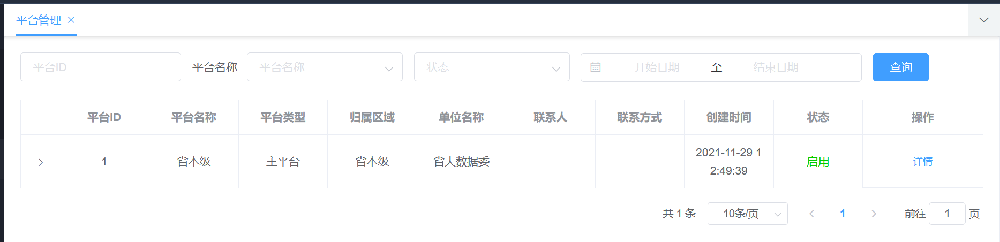 平台管理
平台ID 平台名称 平台名称 状态 开始日期 至 结束日期 查询
平台ID 平台名称 平台类型 归属区域 单位名称 联系人 联系方式 创建时间 状态 操作
1 省本级 主平台 省本级 省大数据委 2021-11-29 1
2:49:39 启用 详情
共 1 条 10条/页 1 前往 1 页